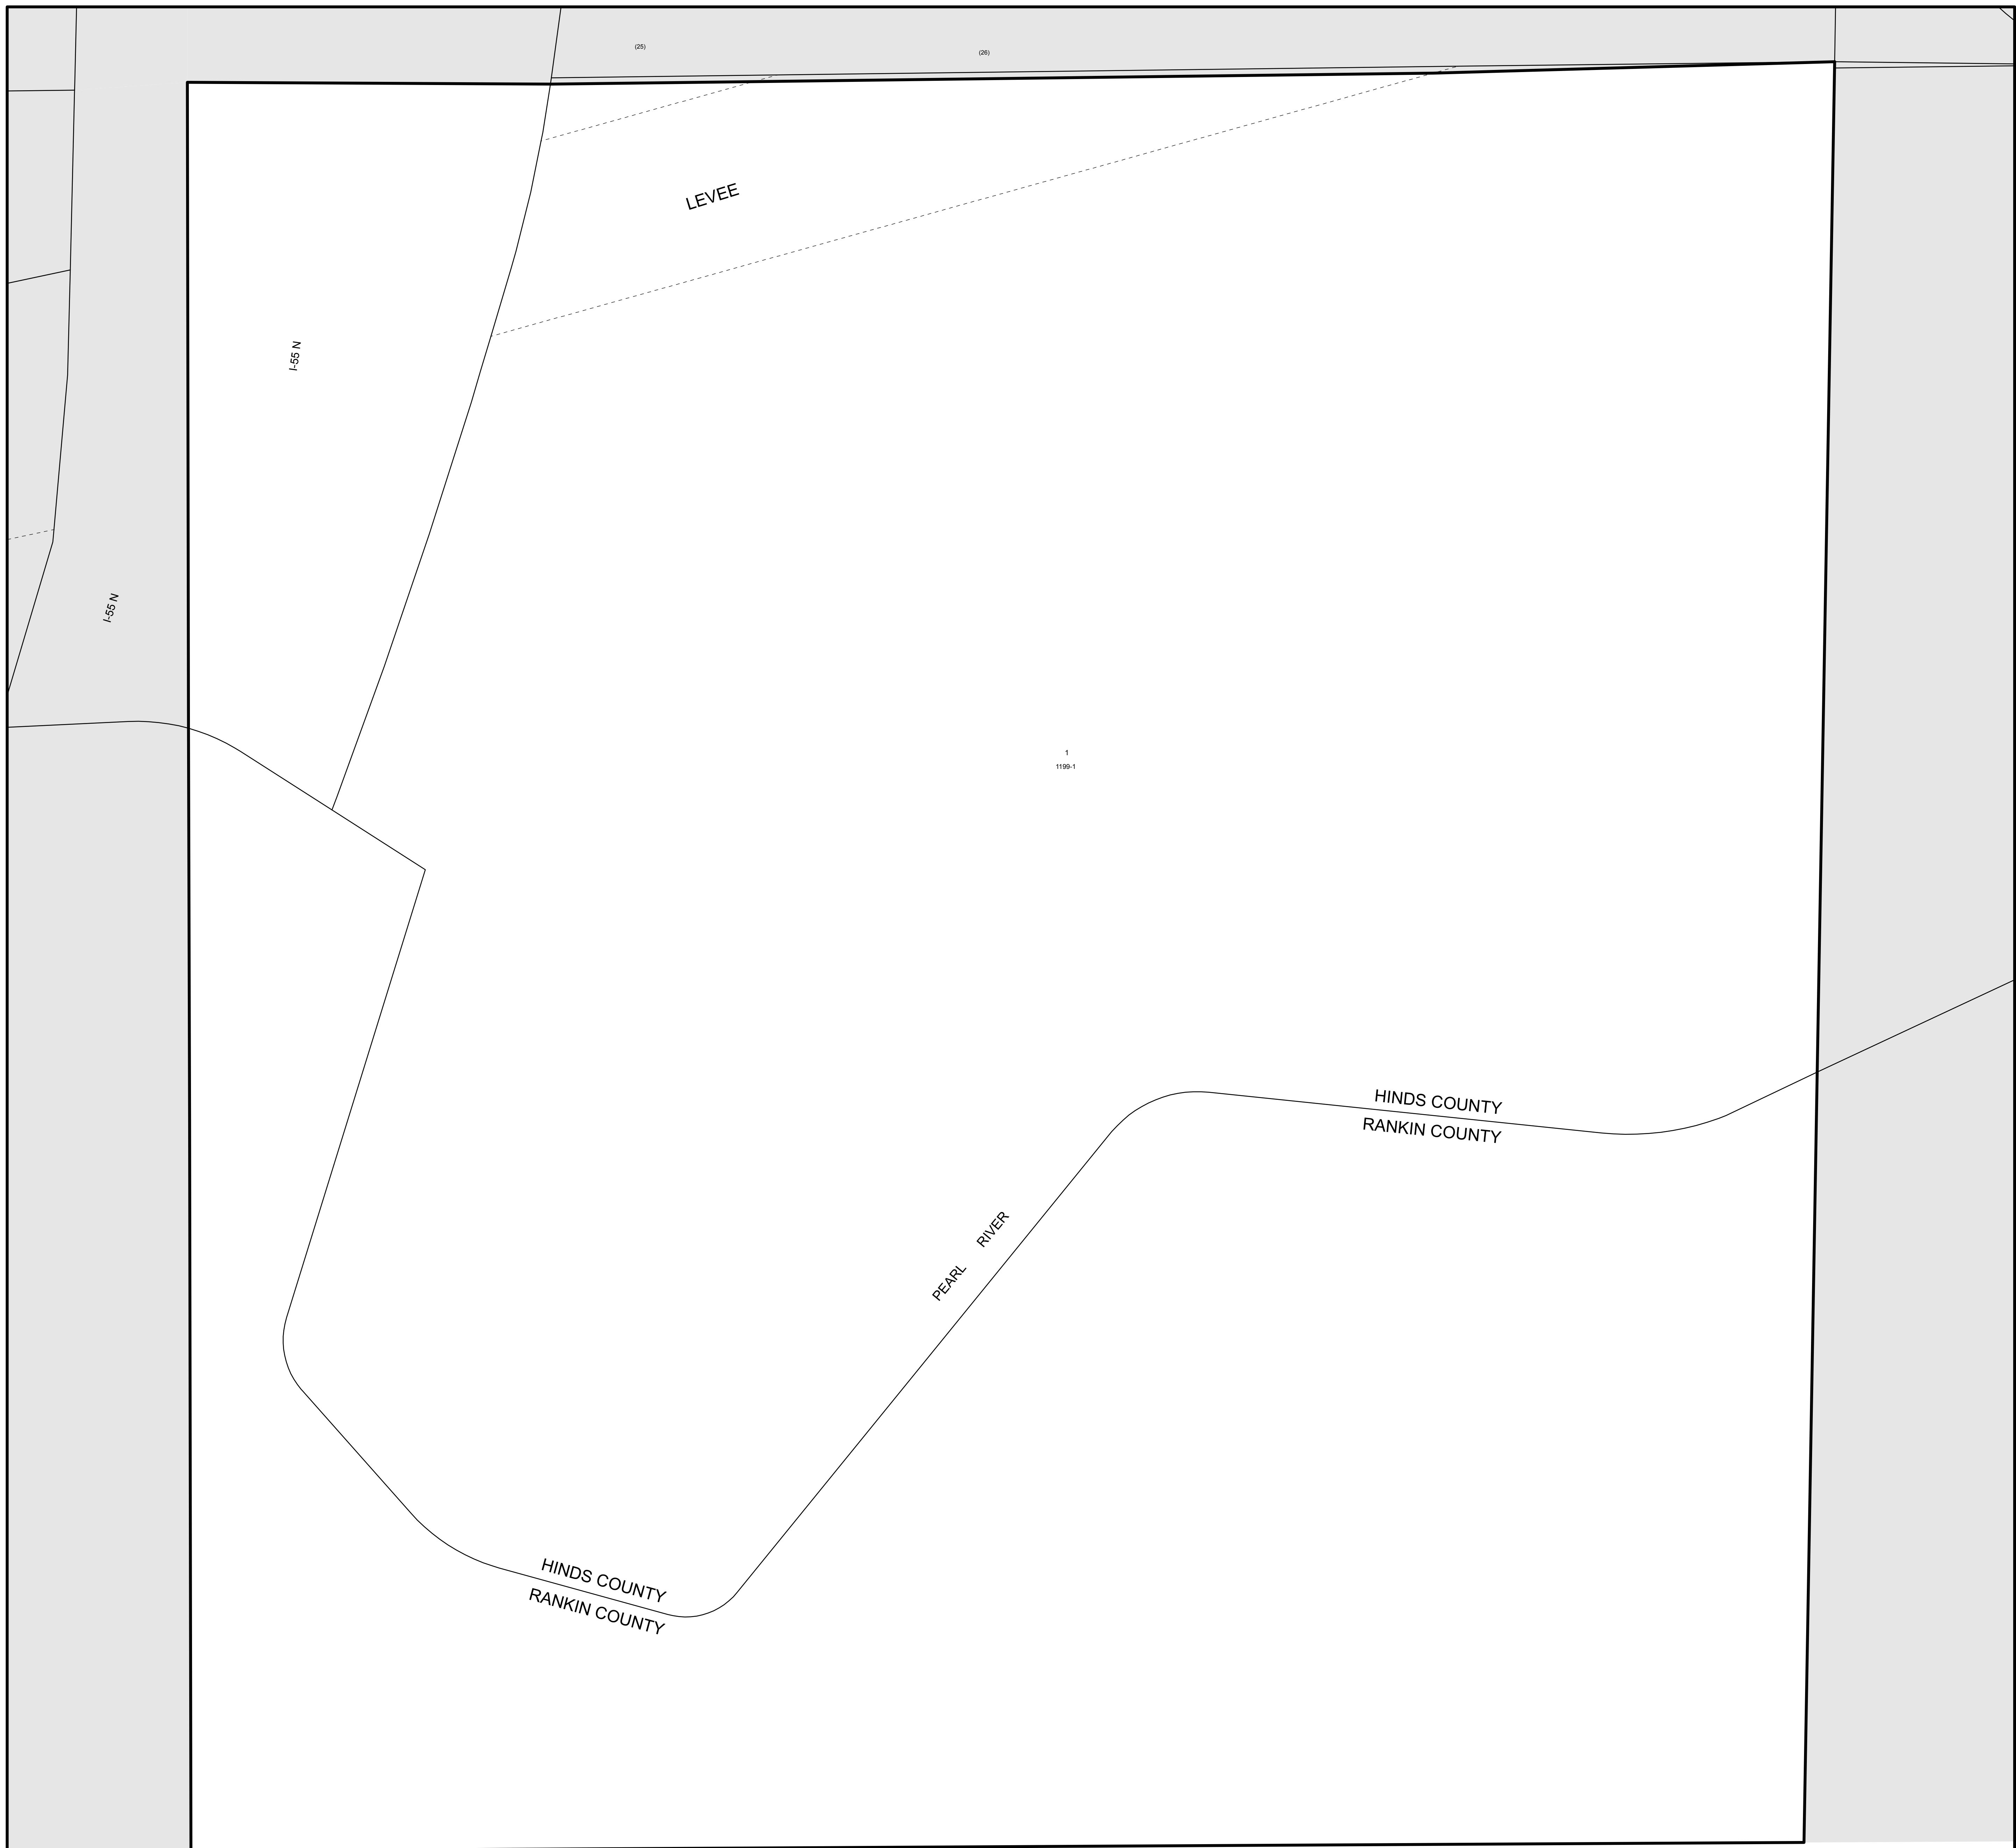 (25)
(26)
LEVEE
I-55 N
I-55 N
1
1199-1
HINDS COUNTY
RANKIN COUNTY
PEARL RIVER
HINDS COUNTY
RANKIN COUNTY